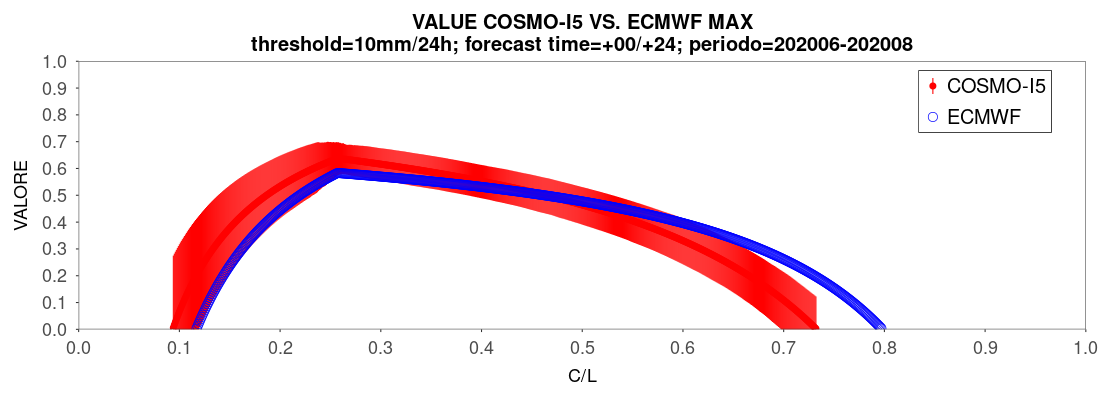 VALUE COSMO-I5 VS. ECMWF MAX
threshold=10mm/24h; forecast time=+00/+24; periodo=202006-202008
COSMO-I5
ECMWF
VALORE
1.0
0.9
0.8
0.7
0.6
0.5
0.4
0.3
0.2
0.1
0.0
0.0 0.1 0.2 0.3 0.4 0.5 0.6 0.7 0.8 0.9 1.0
C/L